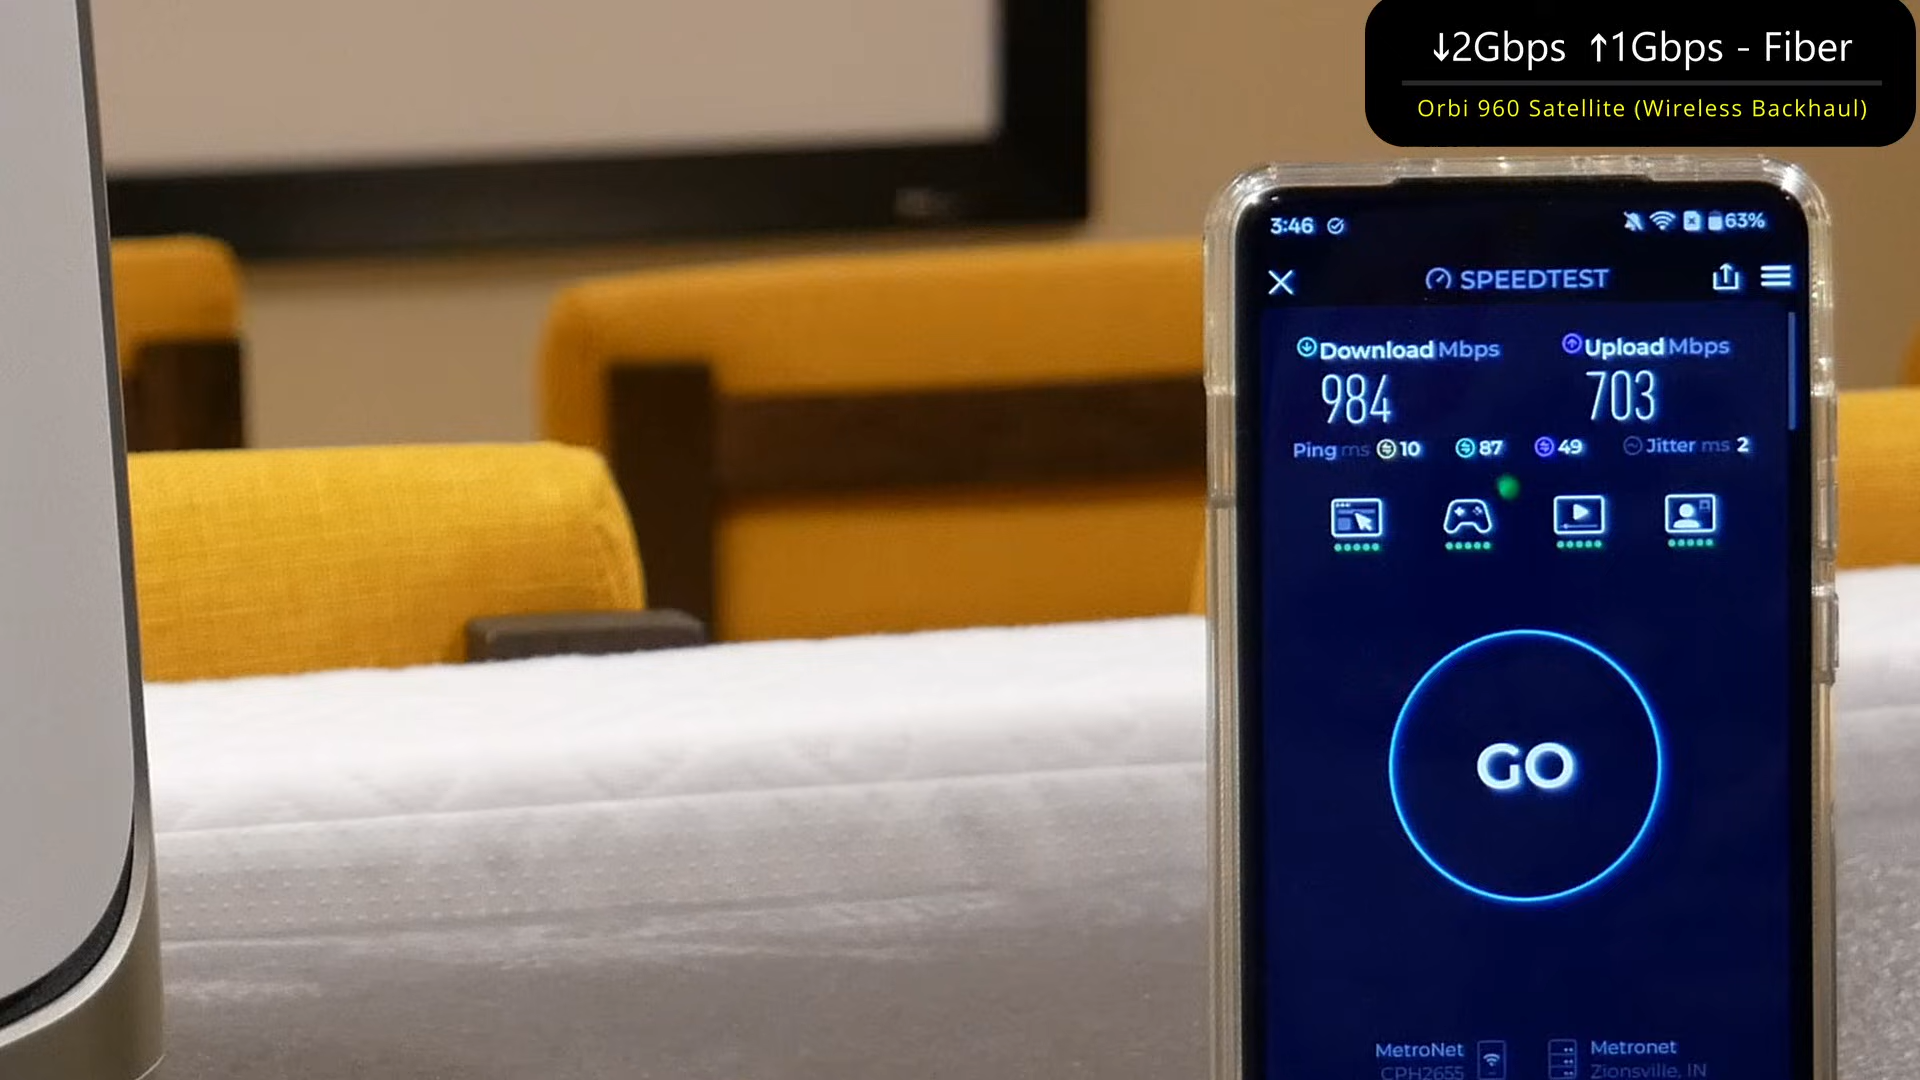 ↓2Gbps ↑1Gbps - Fiber
Orbi 960 Satellite (Wireless Backhaul)
3:46 63%
SPEEDTEST
Download Mbps Upload Mbps
984 703
Ping ms 10 87 49 Jitter ms 2
GO
MetroNet Metronet
CPH2655 Zionsville, IN